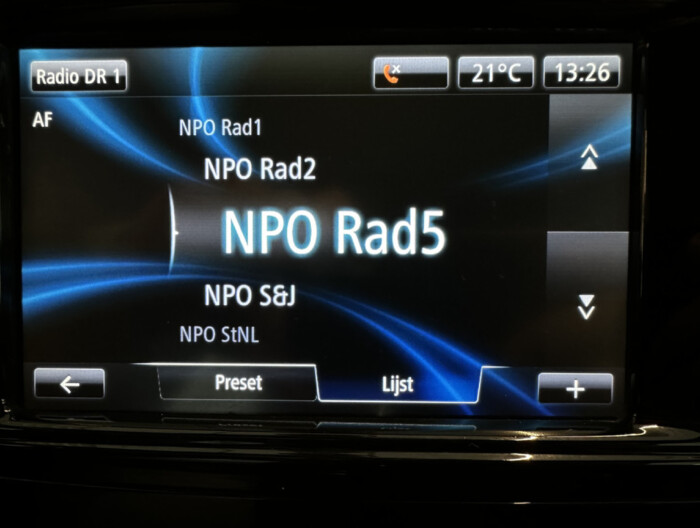 Radio DR 1
21°C
13:26
AF
NPO Rad1
NPO Rad2
NPO Rad5
NPO S&J
NPO StNL
Preset
Lijst